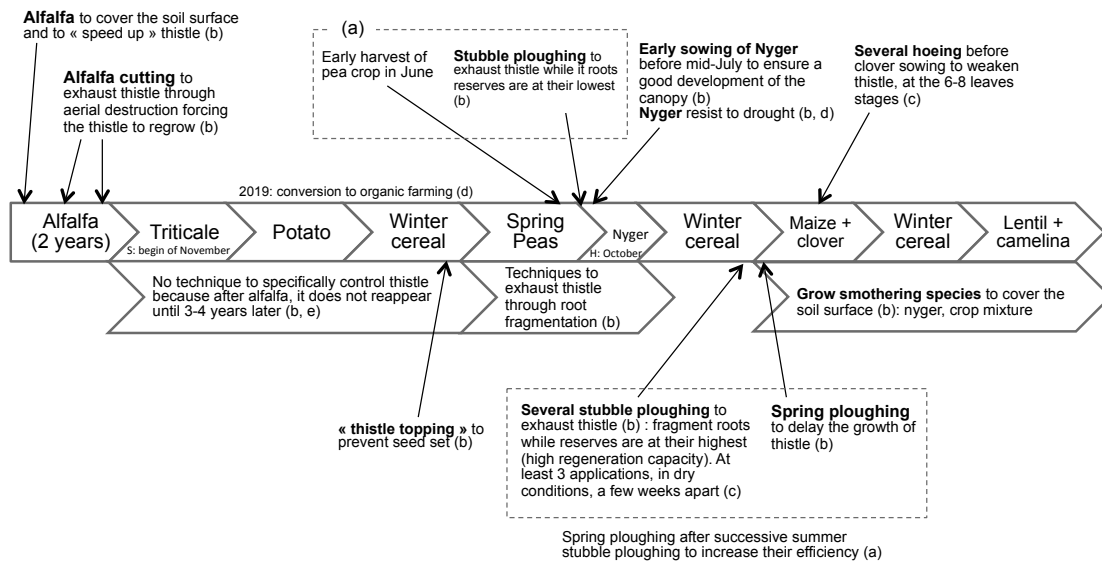 Alfalfa to cover the soil surface
and to « speed up » thistle (b)
Alfalfa cutting to
exhaust thistle through
aerial destruction forcing
the thistle to regrow (b)
(a)
Early harvest of
pea crop in June
Stubble ploughing to
exhaust thistle while it roots
reserves are at their lowest
(b)
Early sowing of Nyger
before mid-July to ensure a
good development of the
canopy (b)
Nyger resist to drought (b, d)
Several hoeing before
clover sowing to weaken
thistle, at the 6-8 leaves
stages (c)
2019: conversion to organic farming (d)
Alfalfa
(2 years)
Triticale
S: begin of November
Potato
Winter
cereal
Spring
Peas
Nyger
H: October
Winter
cereal
Maize +
clover
Winter
cereal
Lentil +
camelina
No technique to specifically control thistle
because after alfalfa, it does not reappear
until 3-4 years later (b, e)
Techniques to
exhaust thistle
through root
fragmentation (b)
Grow smothering species to cover the
soil surface (b): nyger, crop mixture
« thistle topping » to
prevent seed set (b)
Several stubble ploughing to
exhaust thistle (b) : fragment roots
while reserves are at their highest
(high regeneration capacity). At
least 3 applications, in dry
conditions, a few weeks apart (c)
Spring ploughing
to delay the growth of
thistle (b)
Spring ploughing after successive summer
stubble ploughing to increase their efficiency (a)